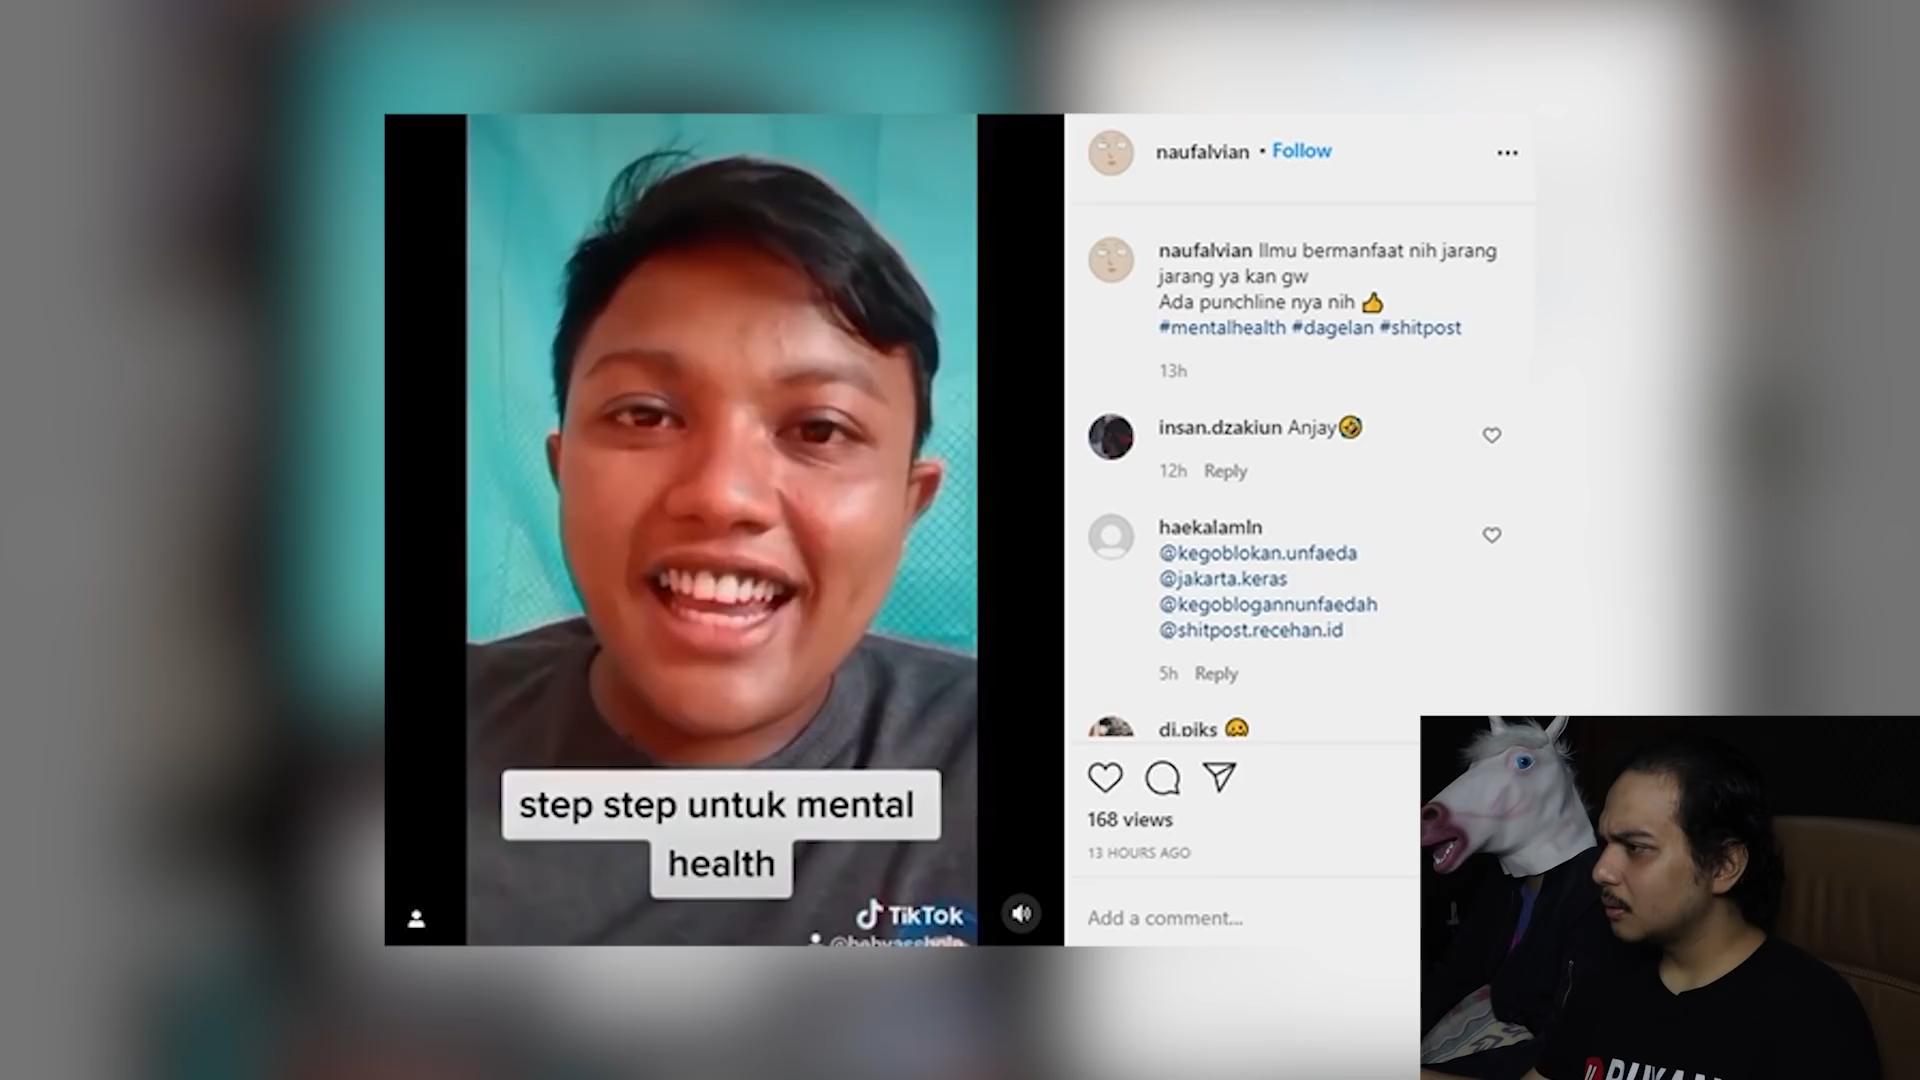 step step untuk mental
health
TikTok
naufalvian • Follow
naufalvian Ilmu bermanfaat nih jarang
jarang ya kan gw
Ada punchline nya nih 👍
#mentalhealth #dagelan #shitpost
13h
insan.dzakiun Anjay🤣
12h Reply
haekalamln
@kegoblokan.unfaeda
@jakarta.keras
@kegoblogannunfaedah
@shitpost.recehan.id
5h Reply
di.piks
168 views
13 HOURS AGO
Add a comment...